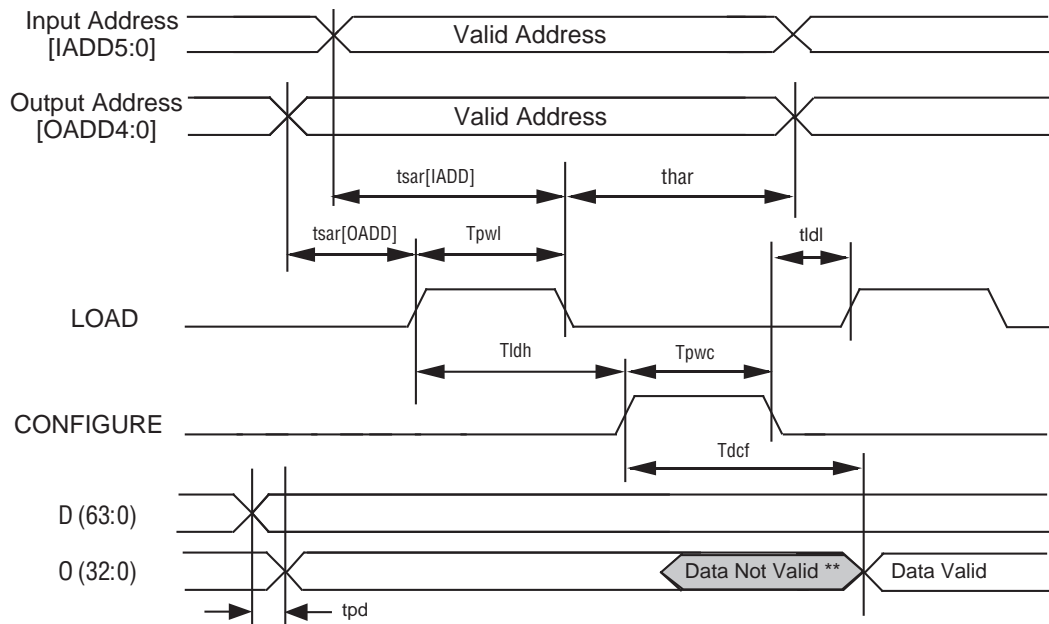 Input Address
[IADD5:0]
Valid Address
Output Address
[OADD4:0]
Valid Address
tsar[IADD]
thar
tsar[OADD]
Tpwl
tldl
LOAD
Tldh
Tpwc
CONFIGURE
Tdcf
D (63:0)
O (32:0)
Data Not Valid **
Data Valid
tpd